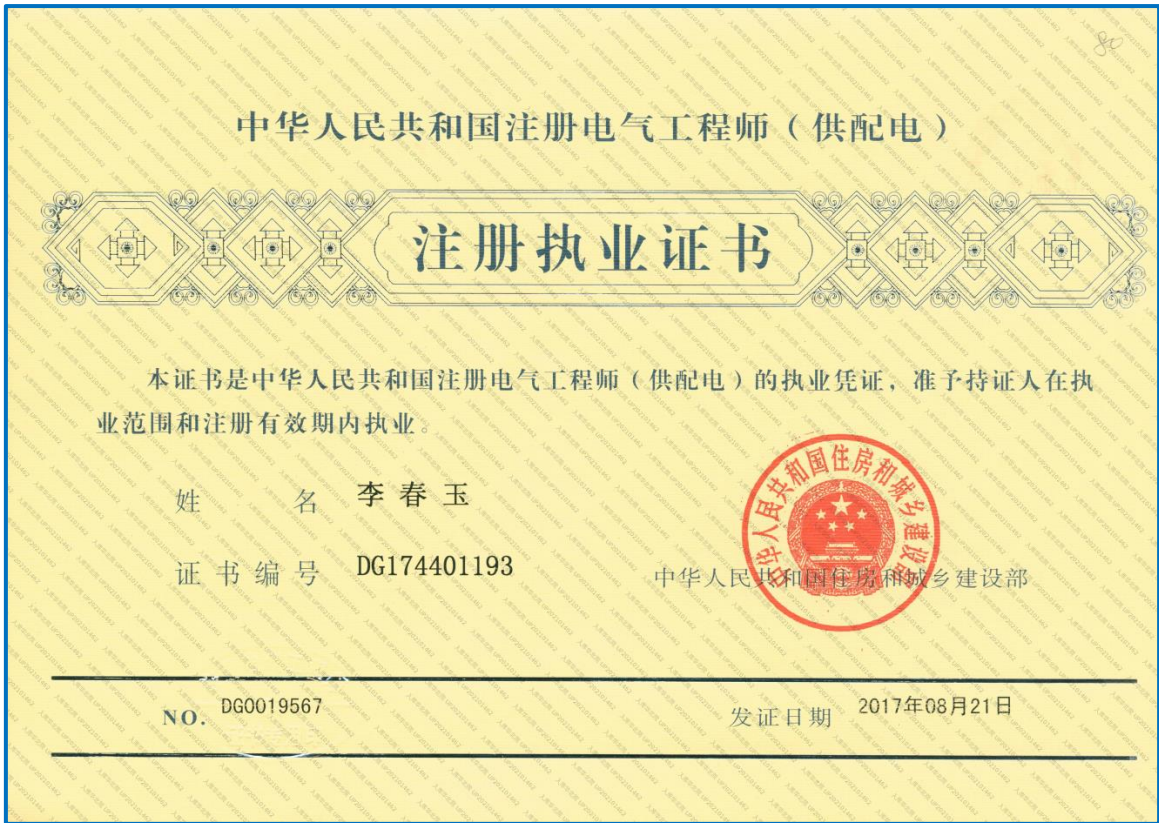 中华人民共和国注册电气工程师（供配电）
注册执业证书
本证书是中华人民共和国注册电气工程师（供配电）的执业凭证，准予持证人在执
业范围和注册有效期内执业。
姓 名 李春玉
证书编号 DG174401193
中华人民共和国住房和城乡建设部
中华人民共和国住房和城乡建设部
NO. DG0019567
发证日期 2017年08月21日